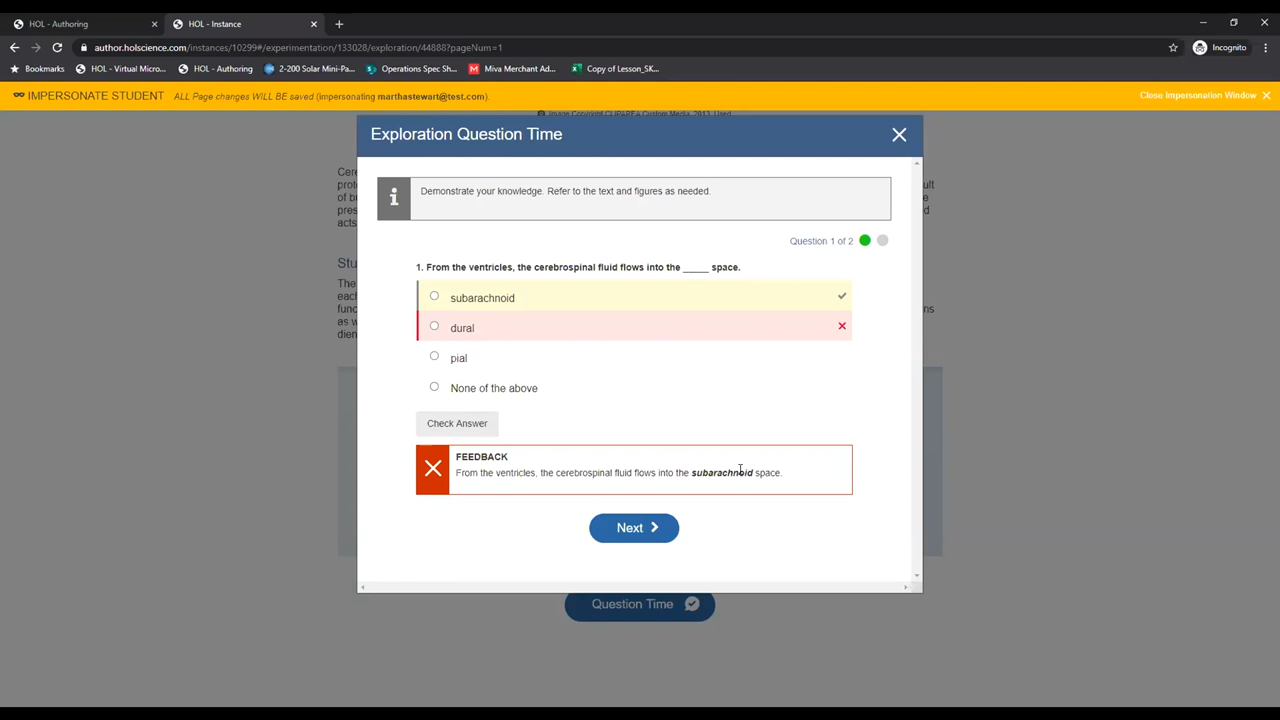 HOL - Authoring
HOL - Instance
author.holscience.com/instances/10299#/experimentation/133028/exploration/44888?pageNum=1
Incognito
Bookmarks
HOL - Virtual Micro...
HOL - Authoring
2-200 Solar Mini-Pa...
Operations Spec Sh...
Miva Merchant Ad...
Copy of Lesson_SK...
IMPERSONATE STUDENT ALL Page changes WILL BE saved (impersonating marthastewart@test.com).
Close Impersonation Window
Exploration Question Time
i
Demonstrate your knowledge. Refer to the text and figures as needed.
Question 1 of 2
1. From the ventricles, the cerebrospinal fluid flows into the _____ space.
subarachnoid
dural
pial
None of the above
Check Answer
FEEDBACK
From the ventricles, the cerebrospinal fluid flows into the subarachnoid space.
Next
Question Time